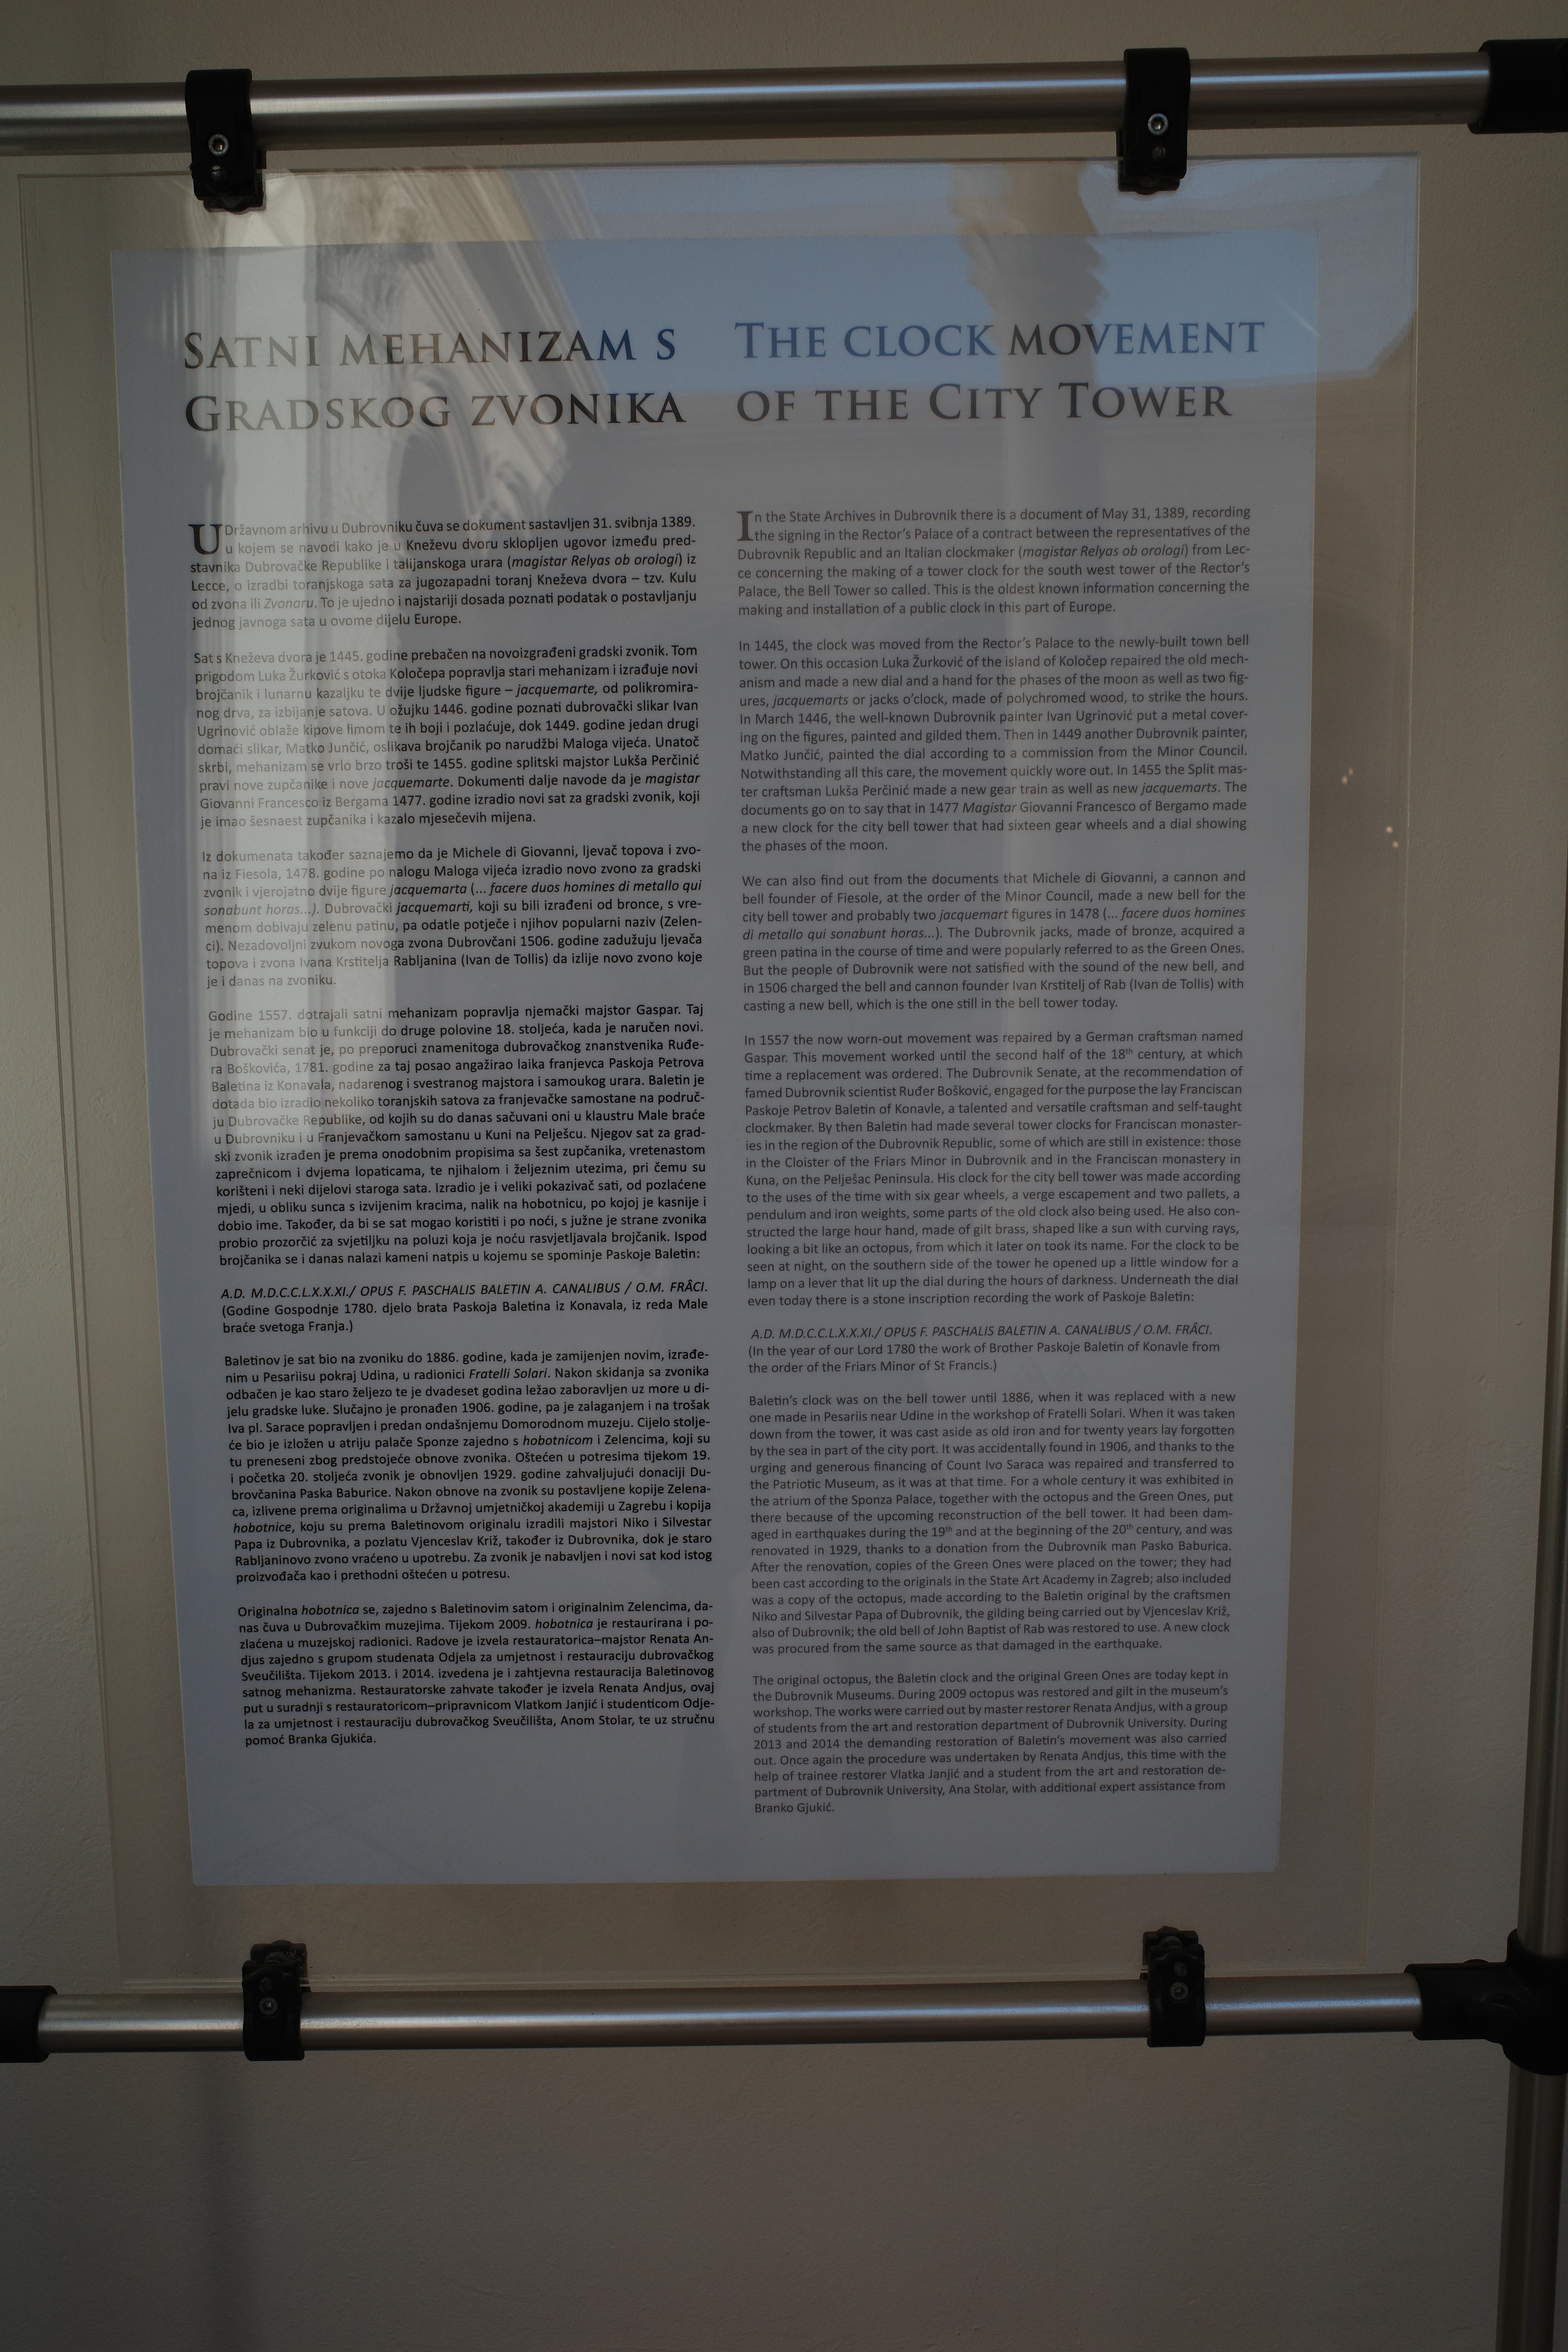 SATNI MEHANIZAM S
GRADSKOG ZVONIKA
U Državnom arhivu u Dubrovniku čuva se dokument sastavljen 31. svibnja 1389.
u kojem se navodi kako je u Kneževu dvoru sklopljen ugovor između pred-
stavnika Dubrovačke Republike i talijanskoga urara (magistar Relyas ob orologi) iz
Lecce, o izradbi toranjskoga sata za jugozapadni toranj Kneževa dvora – tzv. Kulu
od zvona ili Zvonaru. To je ujedno i najstariji dosada poznati podatak o postavljanju
jednog javnoga sata u ovome dijelu Europe.
Sat s Kneževa dvora je 1445. godine prebačen na novoizgrađeni gradski zvonik. Tom
prigodom Luka Žurković s otoka Koločepa popravlja stari mehanizam i izrađuje novi
brojčanik i lunarnu kazaljku te dvije ljudske figure – jacquemarte, od polikromira-
nog drva, za izbijanje satova. U ožujku 1446. godine poznati dubrovački slikar Ivan
Ugrinović oblaže kipove limom te ih boji i pozlaćuje, dok 1449. godine jedan drugi
domaći slikar, Matko Junčić, oslikava brojčanik po narudžbi Maloga vijeća. Unatoč
skrbi, mehanizam se vrlo brzo troši te 1455. godine splitski majstor Lukša Perčinić
pravi nove zupčanike i nove jacquemarte. Dokumenti dalje navode da je magistar
Giovanni Francesco iz Bergama 1477. godine izradio novi sat za gradski zvonik, koji
je imao šesnaest zupčanika i kazalo mjesečevih mijena.
Iz dokumenata također saznajemo da je Michele di Giovanni, ljevač topova i zvo-
na iz Fiesola, 1478. godine po nalogu Maloga vijeća izradio novo zvono za gradski
zvonik i vjerojatno dvije figure jacquemarta (... facere duos homines di metallo qui
sonabunt horas...). Dubrovački jacquemarti, koji su bili izrađeni od bronce, s vre-
menom dobivaju zelenu patinu, pa odatle potječe i njihov popularni naziv (Zelen-
ci). Nezadovoljni zvukom novoga zvona Dubrovčani 1506. godine zadužuju ljevača
topova i zvona Ivana Krstitelja Rabljanina (Ivan de Tollis) da izlije novo zvono koje
je i danas na zvoniku.
Godine 1557. dotrajali satni mehanizam popravlja njemački majstor Gaspar. Taj
je mehanizam bio u funkciji do druge polovine 18. stoljeća, kada je naručen novi.
Dubrovački senat je, po preporuci znamenitoga dubrovačkog znanstvenika Ruđe-
ra Boškovića, 1781. godine za taj posao angažirao laika franjevca Paskoja Petrova
Baletina iz Konavala, nadarenog i svestranog majstora i samoukog urara. Baletin je
dotada bio izradio nekoliko toranjskih satova za franjevačke samostane na područ-
ju Dubrovačke Republike, od kojih su do danas sačuvani oni u klaustru Male braće
u Dubrovniku i u Franjevačkom samostanu u Kuni na Pelješcu. Njegov sat za grad-
ski zvonik izrađen je prema onodobnim propisima sa šest zupčanika, vretenastom
zaprečnicom i dvjema lopaticama, te njihalom i željeznim utezima, pri čemu su
korišteni i neki dijelovi staroga sata. Izradio je i veliki pokazivač sati, od pozlaćene
mjedi, u obliku sunca s izvijenim kracima, nalik na hobotnicu, po kojoj je kasnije i
dobio ime. Također, da bi se sat mogao koristiti i po noći, s južne je strane zvonika
probio prozorčić za svjetiljku na poluzi koja je noću rasvjetljavala brojčanik. Ispod
brojčanika se i danas nalazi kameni natpis u kojemu se spominje Paskoje Baletin:
A.D. M.D.C.C.L.X.X.XI./ OPUS F. PASCHALIS BALETIN A. CANALIBUS / O.M. FRÂCI.
(Godine Gospodnje 1780. djelo brata Paskoja Baletina iz Konavala, iz reda Male
braće svetoga Franja.)
Baletinov je sat bio na zvoniku do 1886. godine, kada je zamijenjen novim, izrađe-
nim u Pesariisu pokraj Udina, u radionici Fratelli Solari. Nakon skidanja sa zvonika
odbačen je kao staro željezo te je dvadeset godina ležao zaboravljen uz more u di-
jelu gradske luke. Slučajno je pronađen 1906. godine, pa je zalaganjem i na trošak
Iva pl. Sarace popravljen i predan ondašnjemu Domorodnom muzeju. Cijelo stolje-
će bio je izložen u atriju palače Sponze zajedno s hobotnicom i Zelencima, koji su
tu preneseni zbog predstojeće obnove zvonika. Oštećen u potresima tijekom 19.
i početka 20. stoljeća zvonik je obnovljen 1929. godine zahvaljujući donaciji Du-
brovčanina Paska Baburice. Nakon obnove na zvonik su postavljene kopije Zelena-
ca, izlivene prema originalima u Državnoj umjetničkoj akademiji u Zagrebu i kopija
hobotnice, koju su prema Baletinovom originalu izradili majstori Niko i Silvestar
Papa iz Dubrovnika, a pozlatu Vjenceslav Križ, također iz Dubrovnika, dok je staro
Rabljaninovo zvono vraćeno u upotrebu. Za zvonik je nabavljen i novi sat kod istog
proizvođača kao i prethodni oštećen u potresu.
Originalna hobotnica se, zajedno s Baletinovim satom i originalnim Zelencima, da-
nas čuva u Dubrovačkim muzejima. Tijekom 2009. hobotnica je restaurirana i po-
zlaćena u muzejskoj radionici. Radove je izvela restauratorica–majstor Renata An-
djus zajedno s grupom studenata Odjela za umjetnost i restauraciju dubrovačkog
Sveučilišta. Tijekom 2013. i 2014. izvedena je i zahtjevna restauracija Baletinovog
satnog mehanizma. Restauratorske zahvate također je izvela Renata Andjus, ovaj
put u suradnji s restauratoricom–pripravnicom Vlatkom Janjić i studenticom Odje-
la za umjetnost i restauraciju dubrovačkog Sveučilišta, Anom Stolar, te uz stručnu
pomoć Branka Gjukića.
THE CLOCK MOVEMENT
OF THE CITY TOWER
In the State Archives in Dubrovnik there is a document of May 31, 1389, recording
the signing in the Rector's Palace of a contract between the representatives of the
Dubrovnik Republic and an Italian clockmaker (magistar Relyas ob orologi) from Lec-
ce concerning the making of a tower clock for the south west tower of the Rector's
Palace, the Bell Tower so called. This is the oldest known information concerning the
making and installation of a public clock in this part of Europe.
In 1445, the clock was moved from the Rector's Palace to the newly-built town bell
tower. On this occasion Luka Žurković of the island of Koločep repaired the old mech-
anism and made a new dial and a hand for the phases of the moon as well as two fig-
ures, jacquemarts or jacks o'clock, made of polychromed wood, to strike the hours.
In March 1446, the well-known Dubrovnik painter Ivan Ugrinović put a metal cover-
ing on the figures, painted and gilded them. Then in 1449 another Dubrovnik painter,
Matko Junčić, painted the dial according to a commission from the Minor Council.
Notwithstanding all this care, the movement quickly wore out. In 1455 the Split mas-
ter craftsman Lukša Perčinić made a new gear train as well as new jacquemarts. The
documents go on to say that in 1477 Magistar Giovanni Francesco of Bergamo made
a new clock for the city bell tower that had sixteen gear wheels and a dial showing
the phases of the moon.
We can also find out from the documents that Michele di Giovanni, a cannon and
bell founder of Fiesole, at the order of the Minor Council, made a new bell for the
city bell tower and probably two jacquemart figures in 1478 (... facere duos homines
di metallo qui sonabunt horas...). The Dubrovnik jacks, made of bronze, acquired a
green patina in the course of time and were popularly referred to as the Green Ones.
But the people of Dubrovnik were not satisfied with the sound of the new bell, and
in 1506 charged the bell and cannon founder Ivan Krstitelj of Rab (Ivan de Tollis) with
casting a new bell, which is the one still in the bell tower today.
In 1557 the now worn-out movement was repaired by a German craftsman named
Gaspar. This movement worked until the second half of the 18th century, at which
time a replacement was ordered. The Dubrovnik Senate, at the recommendation of
famed Dubrovnik scientist Ruđer Bošković, engaged for the purpose the lay Franciscan
Paskoje Petrov Baletin of Konavle, a talented and versatile craftsman and self-taught
clockmaker. By then Baletin had made several tower clocks for Franciscan monaster-
ies in the region of the Dubrovnik Republic, some of which are still in existence: those
in the Cloister of the Friars Minor in Dubrovnik and in the Franciscan monastery in
Kuna, on the Pelješac Peninsula. His clock for the city bell tower was made according
to the uses of the time with six gear wheels, a verge escapement and two pallets, a
pendulum and iron weights, some parts of the old clock also being used. He also con-
structed the large hour hand, made of gilt brass, shaped like a sun with curving rays,
looking a bit like an octopus, from which it later on took its name. For the clock to be
seen at night, on the southern side of the tower he opened up a little window for a
lamp on a lever that lit up the dial during the hours of darkness. Underneath the dial
even today there is a stone inscription recording the work of Paskoje Baletin:
A.D. M.D.C.C.L.X.X.XI./ OPUS F. PASCHALIS BALETIN A. CANALIBUS / O.M. FRÂCI.
(In the year of our Lord 1780 the work of Brother Paskoje Baletin of Konavle from
the order of the Friars Minor of St Francis.)
Baletin's clock was on the bell tower until 1886, when it was replaced with a new
one made in Pesariis near Udine in the workshop of Fratelli Solari. When it was taken
down from the tower, it was cast aside as old iron and for twenty years lay forgotten
by the sea in part of the city port. It was accidentally found in 1906, and thanks to the
urging and generous financing of Count Ivo Saraca was repaired and transferred to
the Patriotic Museum, as it was at that time. For a whole century it was exhibited in
the atrium of the Sponza Palace, together with the octopus and the Green Ones, put
there because of the upcoming reconstruction of the bell tower. It had been dam-
aged in earthquakes during the 19th and at the beginning of the 20th century, and was
renovated in 1929, thanks to a donation from the Dubrovnik man Pasko Baburica.
After the renovation, copies of the Green Ones were placed on the tower; they had
been cast according to the originals in the State Art Academy in Zagreb; also included
was a copy of the octopus, made according to the Baletin original by the craftsmen
Niko and Silvestar Papa of Dubrovnik, the gilding being carried out by Vjenceslav Križ,
also of Dubrovnik; the old bell of John Baptist of Rab was restored to use. A new clock
was procured from the same source as that damaged in the earthquake.
The original octopus, the Baletin clock and the original Green Ones are today kept in
the Dubrovnik Museums. During 2009 octopus was restored and gilt in the museum's
workshop. The works were carried out by master restorer Renata Andjus, with a group
of students from the art and restoration department of Dubrovnik University. During
2013 and 2014 the demanding restoration of Baletin's movement was also carried
out. Once again the procedure was undertaken by Renata Andjus, this time with the
help of trainee restorer Vlatka Janjić and a student from the art and restoration de-
partment of Dubrovnik University, Ana Stolar, with additional expert assistance from
Branko Gjukić.